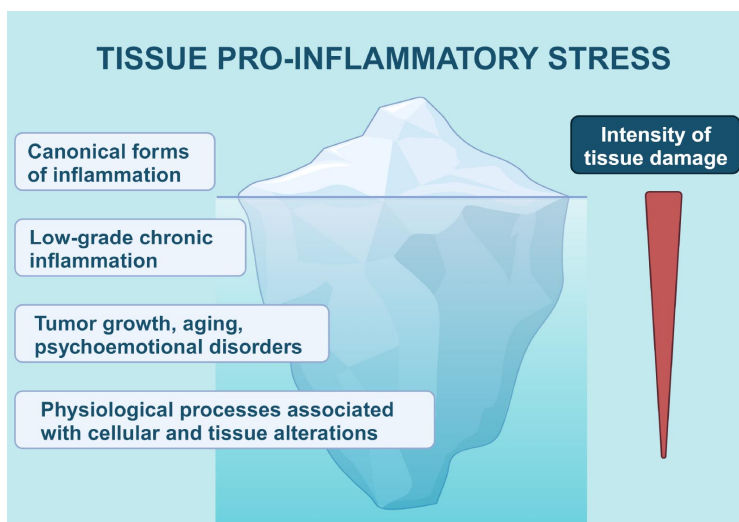 TISSUE PRO-INFLAMMATORY STRESS
Canonical forms
of inflammation
Intensity of
tissue damage
Low-grade chronic
inflammation
Tumor growth, aging,
psychoemotional disorders
Physiological processes associated
with cellular and tissue alterations